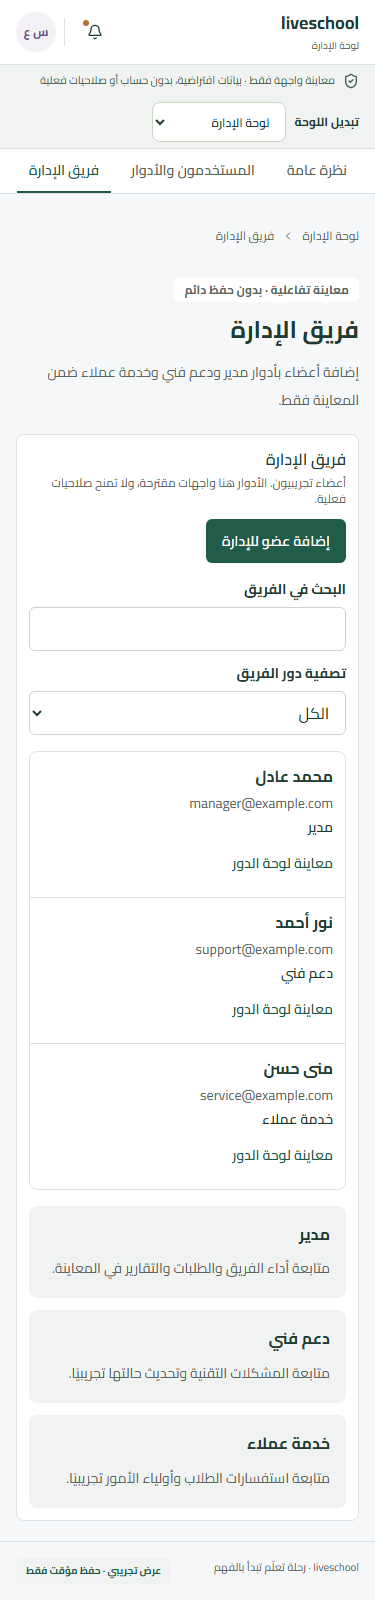 liveschool
لوحة الإدارة
س ع
معاينة واجهة فقط · بيانات افتراضية، بدون حساب أو صلاحيات فعلية
تبديل اللوحة
لوحة الإدارة
نظرة عامة
المستخدمون والأدوار
فريق الإدارة
لوحة الإدارة › فريق الإدارة
معاينة تفاعلية · بدون حفظ دائم
فريق الإدارة
إضافة أعضاء بأدوار مدير ودعم فني وخدمة عملاء ضمن
المعاينة فقط.
فريق الإدارة
أعضاء تجريبيون. الأدوار هنا واجهات مقترحة، ولا تمنح صلاحيات
فعلية.
إضافة عضو للإدارة
البحث في الفريق
تصفية دور الفريق
الكل
محمد عادل
manager@example.com
مدير
معاينة لوحة الدور
نور أحمد
support@example.com
دعم فني
معاينة لوحة الدور
منى حسن
service@example.com
خدمة عملاء
معاينة لوحة الدور
مدير
متابعة أداء الفريق والطلبات والتقارير في المعاينة.
دعم فني
متابعة المشكلات التقنية وتحديث حالتها تجريبيًا.
خدمة عملاء
متابعة استفسارات الطلاب وأولياء الأمور تجريبيًا.
liveschool · رحلة تعلّم تبدأ بالفهم
عرض تجريبي · حفظ مؤقت فقط